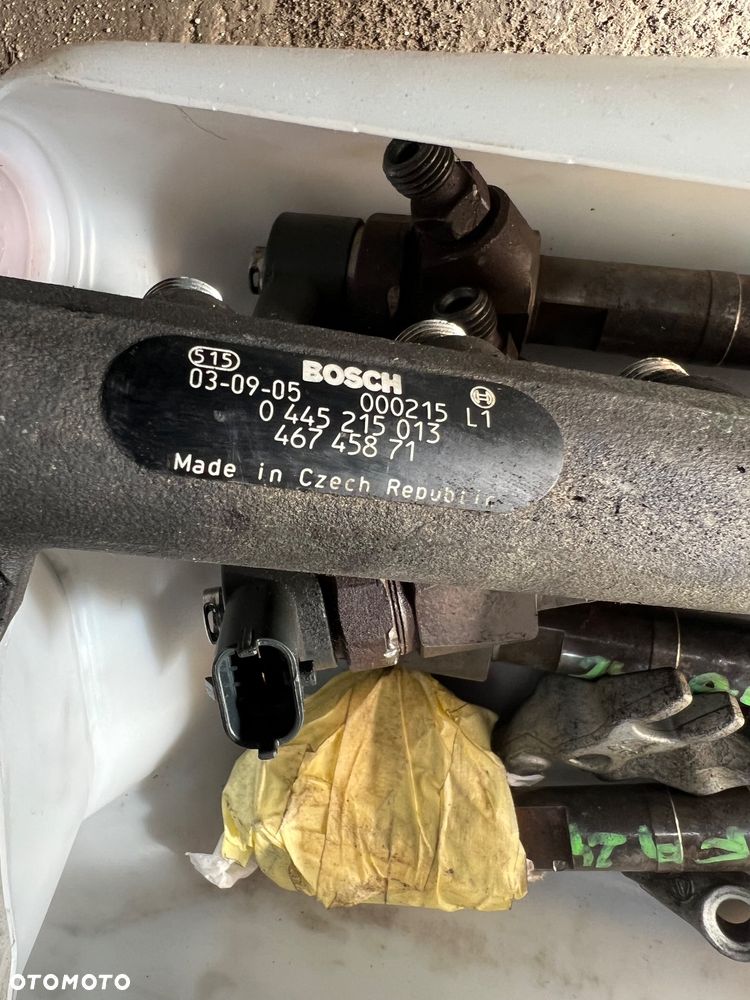 515
BOSCH
03-09-05 000215 L1
0 445 215 013
467 458 71
Made in Czech Republic
OTOMOTO